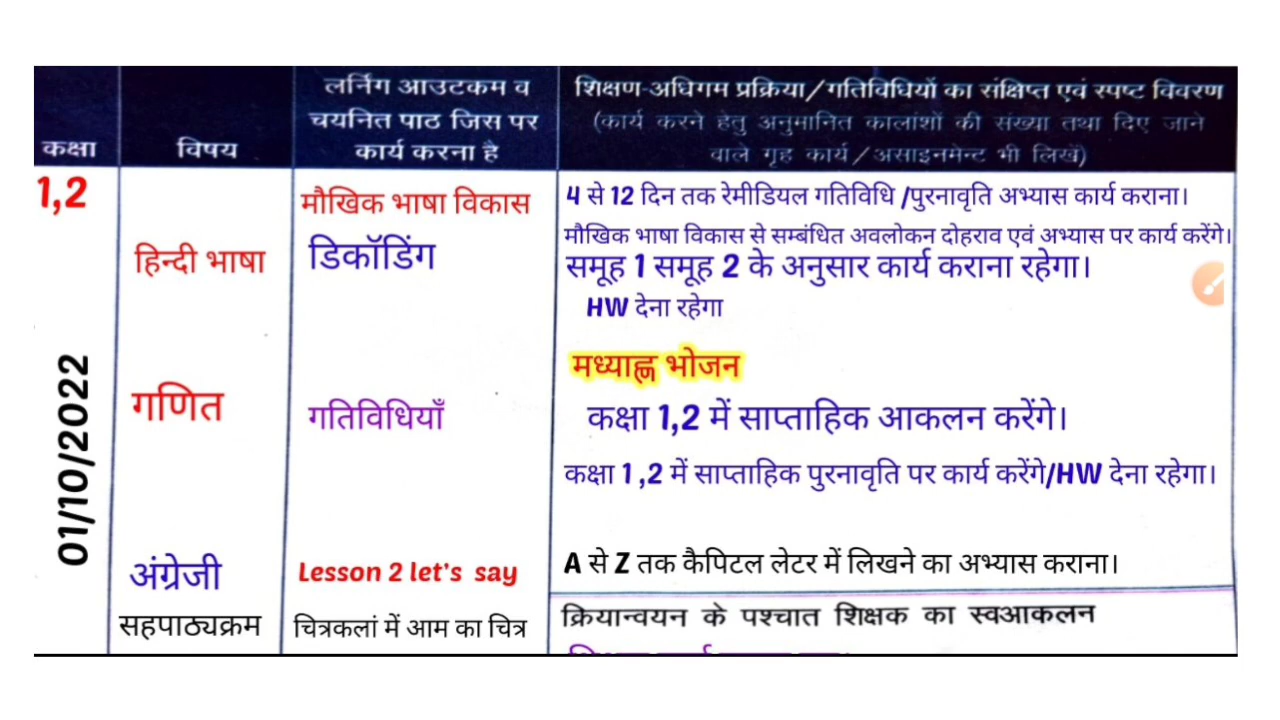 कक्षा
विषय
लर्निग आउटकम व
चयनित पाठ जिस पर
कार्य करना है
शिक्षण-अधिगम प्रक्रिया/गतिविधियों का संक्षिप्त एवं स्पष्ट विवरण
(कार्य करने हेतु अनुमानित कालांशों की संख्या तथा दिए जाने
वाले गृह कार्य/असाइनमेन्ट भी लिखें)
1,2
01/10/2022
हिन्दी भाषा
मौखिक भाषा विकास
डिकॉडिंग
4 से 12 दिन तक रेमीडियल गतिविधि /पुरनावृति अभ्यास कार्य कराना।
मौखिक भाषा विकास से सम्बंधित अवलोकन दोहराव एवं अभ्यास पर कार्य करेंगे।
समूह 1 समूह 2 के अनुसार कार्य कराना रहेगा।
HW देना रहेगा
मध्याह्न भोजन
गणित
गतिविधियाँ
कक्षा 1,2 में साप्ताहिक आकलन करेंगे।
कक्षा 1,2 में साप्ताहिक पुरनावृति पर कार्य करेंगे/HW देना रहेगा।
अंग्रेजी
Lesson 2 let's say
A से Z तक कैपिटल लेटर में लिखने का अभ्यास कराना।
सहपाठ्यक्रम
चित्रकलां में आम का चित्र
क्रियान्वयन के पश्चात शिक्षक का स्वआकलन